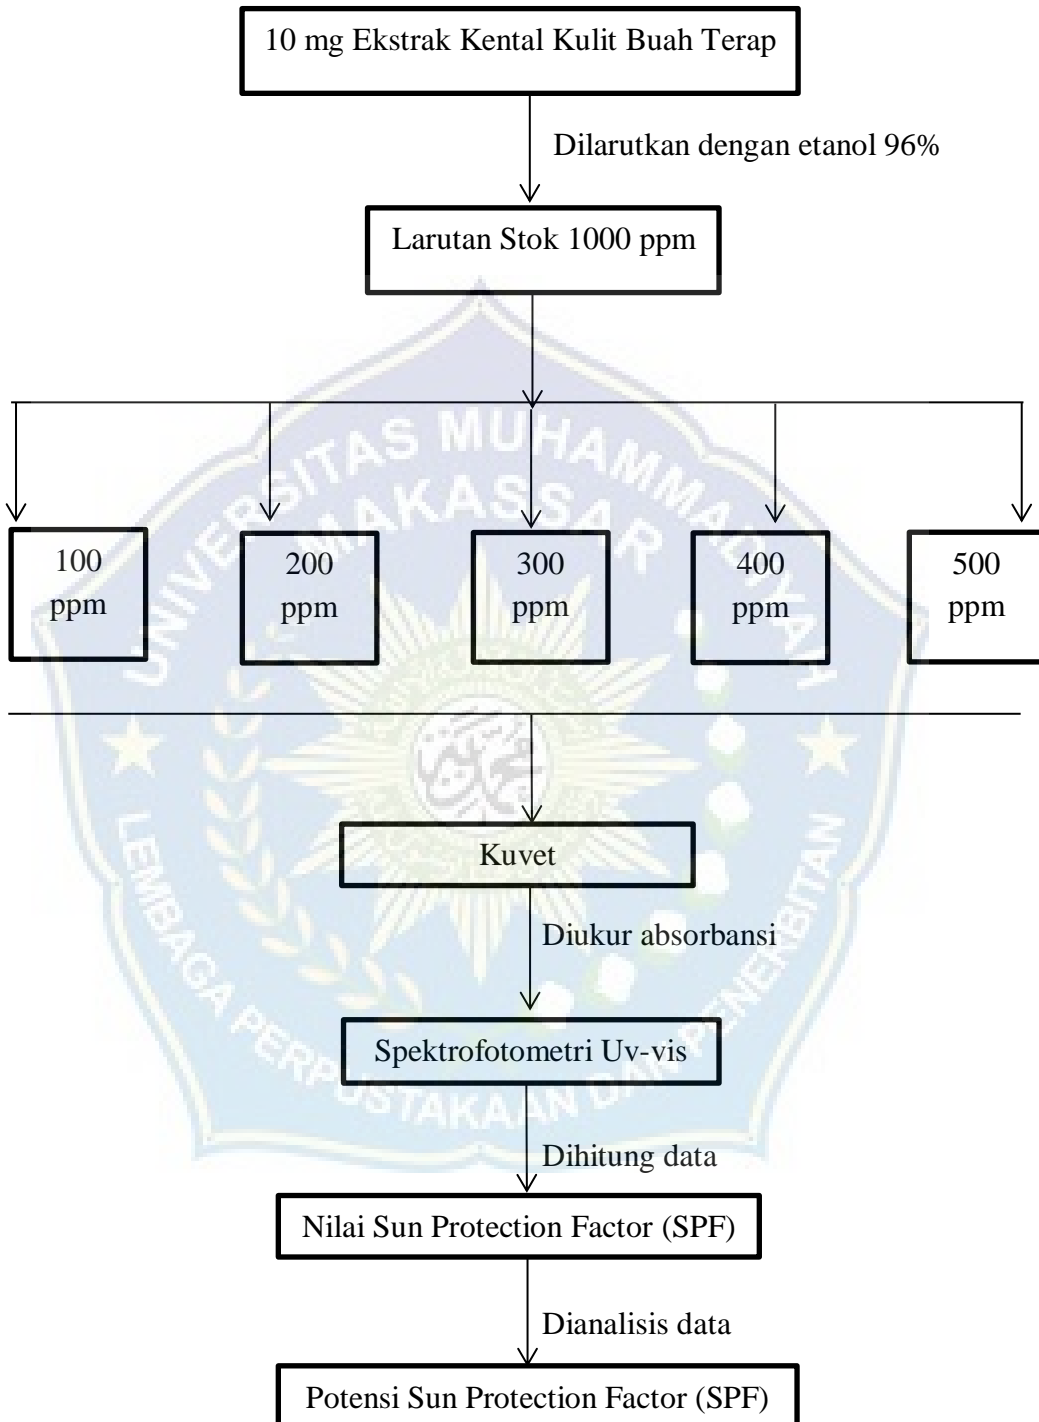 10 mg Ekstrak Kental Kulit Buah Terap
Dilarutkan dengan etanol 96%
Larutan Stok 1000 ppm
100
ppm
200
ppm
300
ppm
400
ppm
500
ppm
Kuvet
Diukur absorbansi
Spektrofotometri Uv-vis
Dihitung data
Nilai Sun Protection Factor (SPF)
Dianalisis data
Potensi Sun Protection Factor (SPF)
UNIVERSITAS MUHAMMADIYAH
MAKASSAR
LEMBAGA PERPUSTAKAAN DAN PENERBITAN